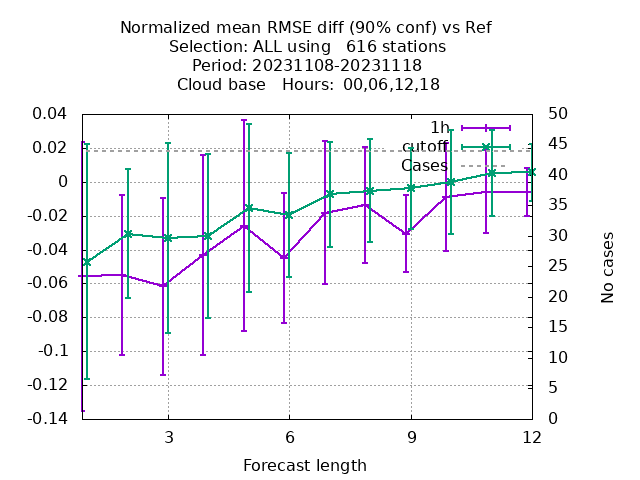 Normalized mean RMSE diff (90% conf) vs Ref
Selection: ALL using   616 stations
Period: 20231108-20231118
Cloud base   Hours:  00,06,12,18
0.04
0.02
0
-0.02
-0.04
-0.06
-0.08
-0.1
-0.12
-0.14
1h
cutoff
Cases
50
45
40
35
30
25
20
15
10
5
0
No cases
3
6
9
12
Forecast length